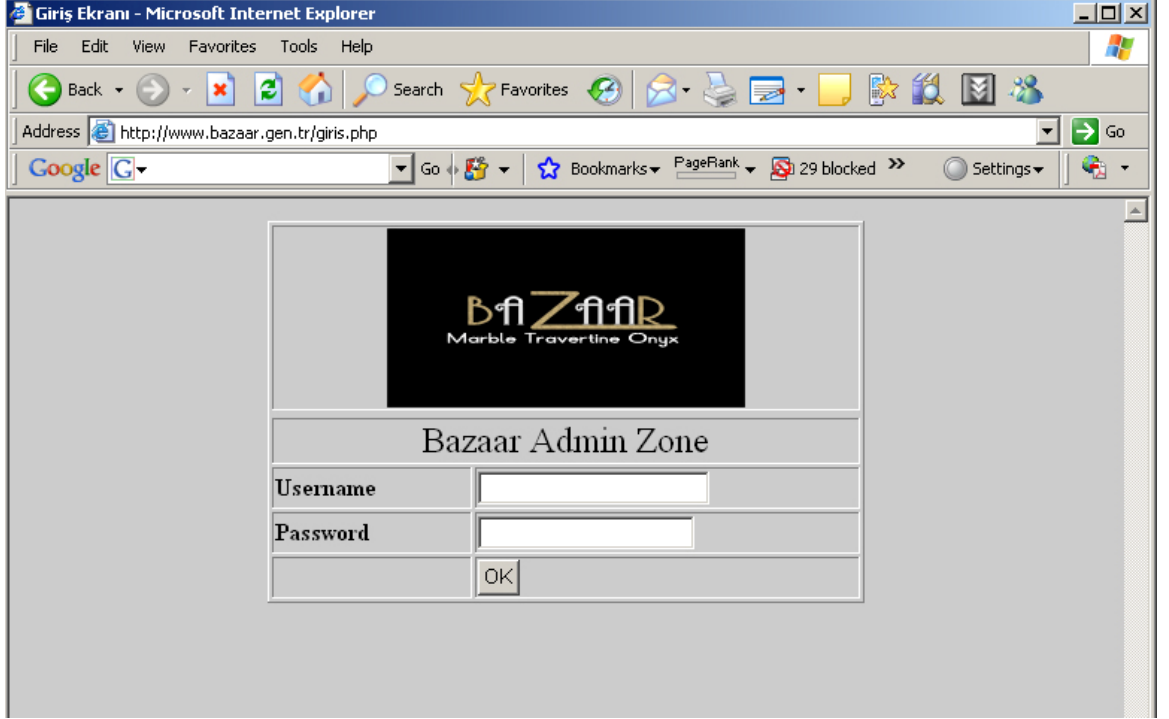 Giriş Ekranı - Microsoft Internet Explorer
File Edit View Favorites Tools Help
Back Search Favorites
Address http://www.bazaar.gen.tr/giris.php Go
Google G Go Bookmarks PageRank 29 blocked Settings
BAZAAR
Marble Travertine Onyx
Bazaar Admin Zone
Username
Password
OK